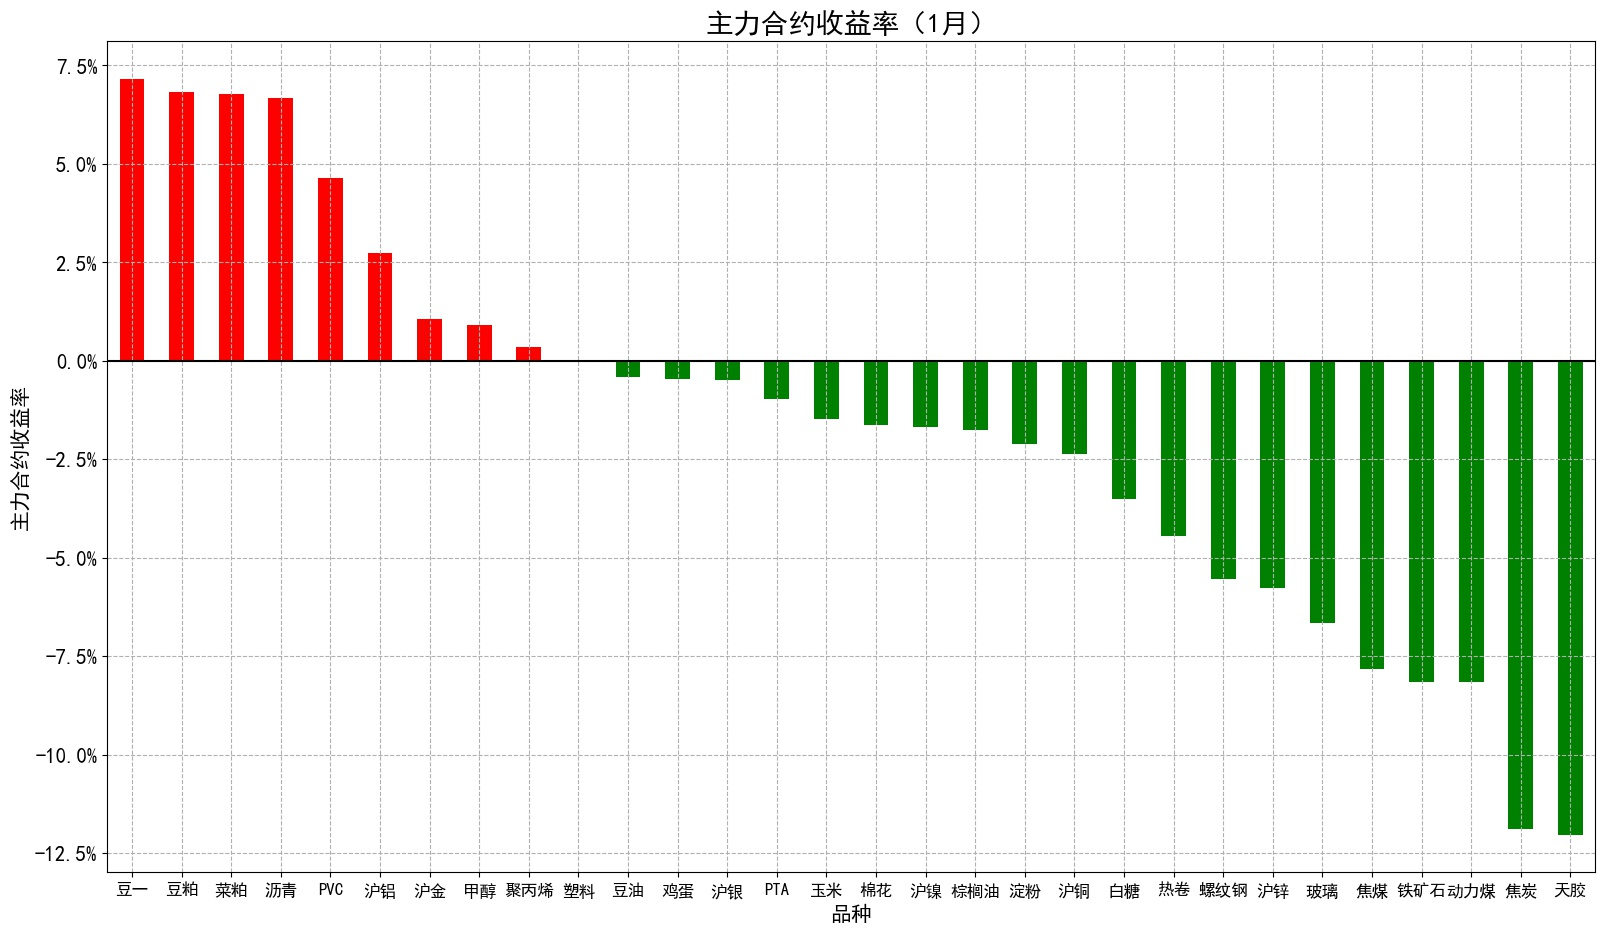 主力合约收益率（1月）
7.5%
5.0%
2.5%
0.0%
−2.5%
−5.0%
−7.5%
−10.0%
−12.5%
主力合约收益率
豆一 豆粕 菜粕 沥青 PVC 沪铝 沪金 甲醇 聚丙烯 塑料 豆油 鸡蛋 沪银 PTA 玉米 棉花 沪镍 棕榈油 淀粉 沪铜 白糖 热卷 螺纹钢 沪锌 玻璃 焦煤 铁矿石 动力煤 焦炭 天胶
品种